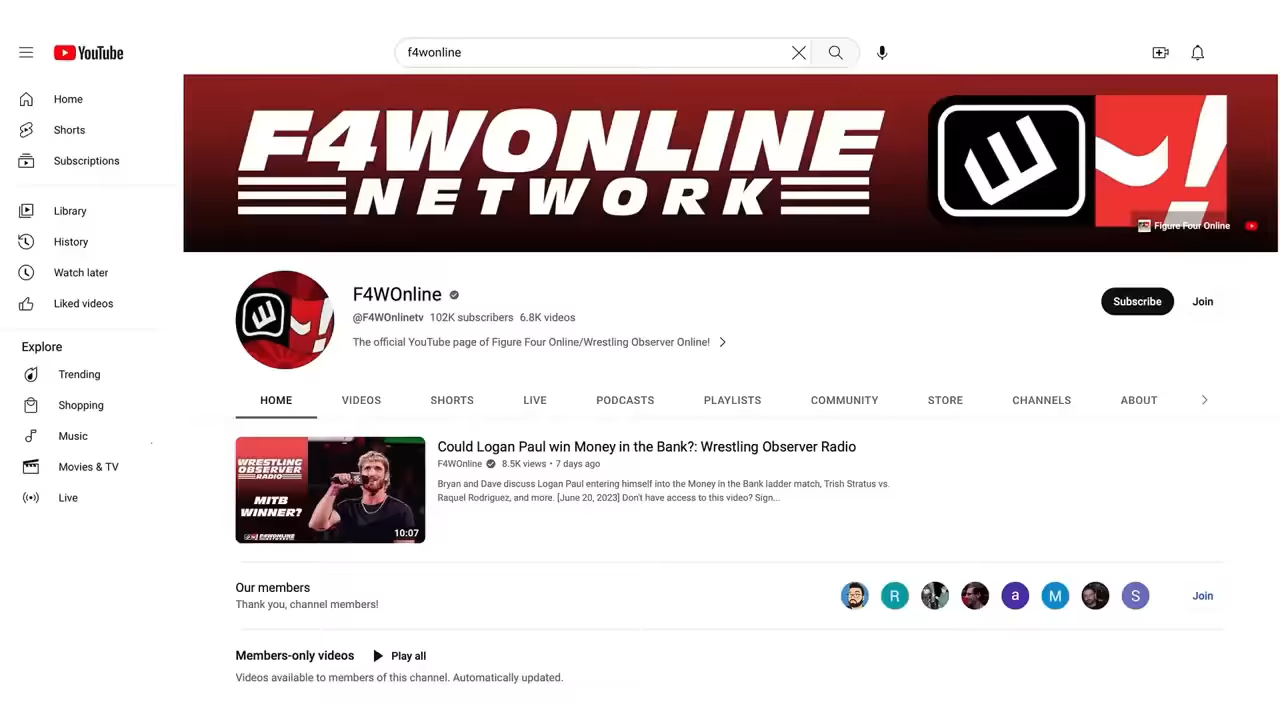 YouTube
f4wonline
Home
Shorts
Subscriptions
Library
History
Watch later
Liked videos
Explore
Trending
Shopping
Music
Movies & TV
Live
F4WONLINE
NETWORK
Figure Four Online
F4WOnline
@F4WOnlinetv 102K subscribers 6.8K videos
The official YouTube page of Figure Four Online/Wrestling Observer Online!
Subscribe
Join
HOME VIDEOS SHORTS LIVE PODCASTS PLAYLISTS COMMUNITY STORE CHANNELS ABOUT
WRESTLING
OBSERVER
RADIO
MITB
WINNER?
F4WONLINE
10:07
Could Logan Paul win Money in the Bank?: Wrestling Observer Radio
F4WOnline 8.5K views • 7 days ago
Bryan and Dave discuss Logan Paul entering himself into the Money in the Bank ladder match, Trish Stratus vs.
Raquel Rodriguez, and more. [June 20, 2023] Don't have access to this video? Sign...
Our members
Thank you, channel members!
R
a
M
S
Join
Members-only videos Play all
Videos available to members of this channel. Automatically updated.